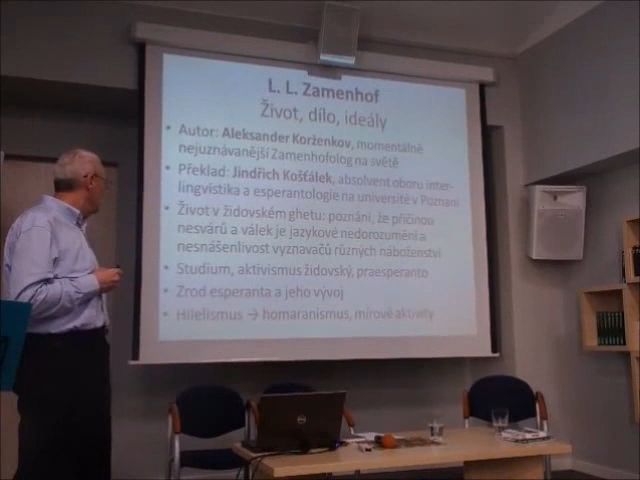 L. L. Zamenhof
Život, dílo, ideály
• Autor: Aleksander Korženkov, momentálně
nejuznávanější Zamenhofolog na světě
• Překlad: Jindřich Košťálek, absolvent oboru inter-
lingvistika a esperantologie na universitě v Poznani
• Život v židovském ghetu: poznání, že příčinou
nesvárů a válek je jazykové nedorozumění a
nesnášenlivost vyznavačů různých náboženství
• Studium, aktivismus židovský, praesperanto
• Zrod esperanta a jeho vývoj
• Hilelismus → homaranismus, mírové aktivity
DELL